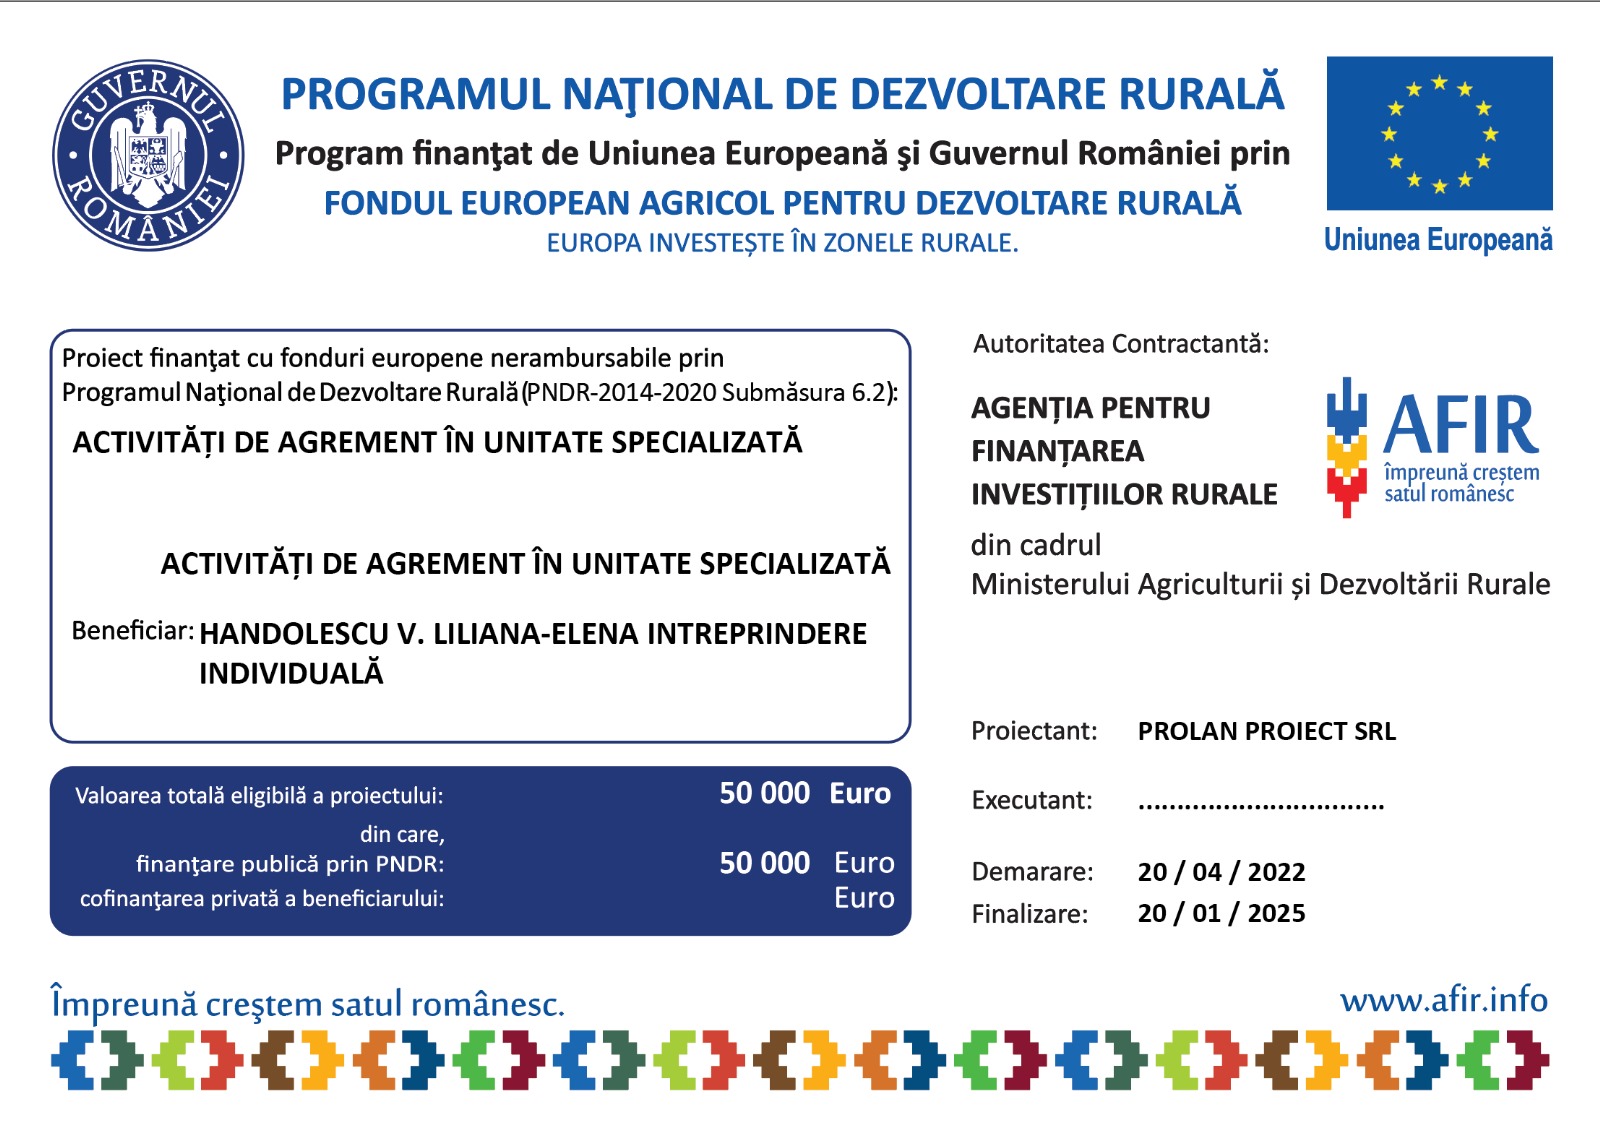 GUVERNUL ROMÂNIEI
PROGRAMUL NAŢIONAL DE DEZVOLTARE RURALĂ
Program finanţat de Uniunea Europeană şi Guvernul României prin
FONDUL EUROPEAN AGRICOL PENTRU DEZVOLTARE RURALĂ
EUROPA INVESTEȘTE ÎN ZONELE RURALE.
Uniunea Europeană
Proiect finanţat cu fonduri europene nerambursabile prin
Programul Naţional de Dezvoltare Rurală (PNDR-2014-2020 Submăsura 6.2):
ACTIVITĂȚI DE AGREMENT ÎN UNITATE SPECIALIZATĂ
ACTIVITĂȚI DE AGREMENT ÎN UNITATE SPECIALIZATĂ
Beneficiar: HANDOLESCU V. LILIANA-ELENA INTREPRINDERE
INDIVIDUALĂ
Valoarea totală eligibilă a proiectului: 50 000 Euro
din care,
finanţare publică prin PNDR: 50 000 Euro
cofinanţarea privată a beneficiarului: Euro
Autoritatea Contractantă:
AGENȚIA PENTRU
FINANȚAREA
INVESTIȚIILOR RURALE
AFIR
împreună creştem
satul românesc
din cadrul
Ministerului Agriculturii și Dezvoltării Rurale
Proiectant: PROLAN PROIECT SRL
Executant: ................................
Demarare: 20 / 04 / 2022
Finalizare: 20 / 01 / 2025
Împreună creştem satul românesc.
www.afir.info